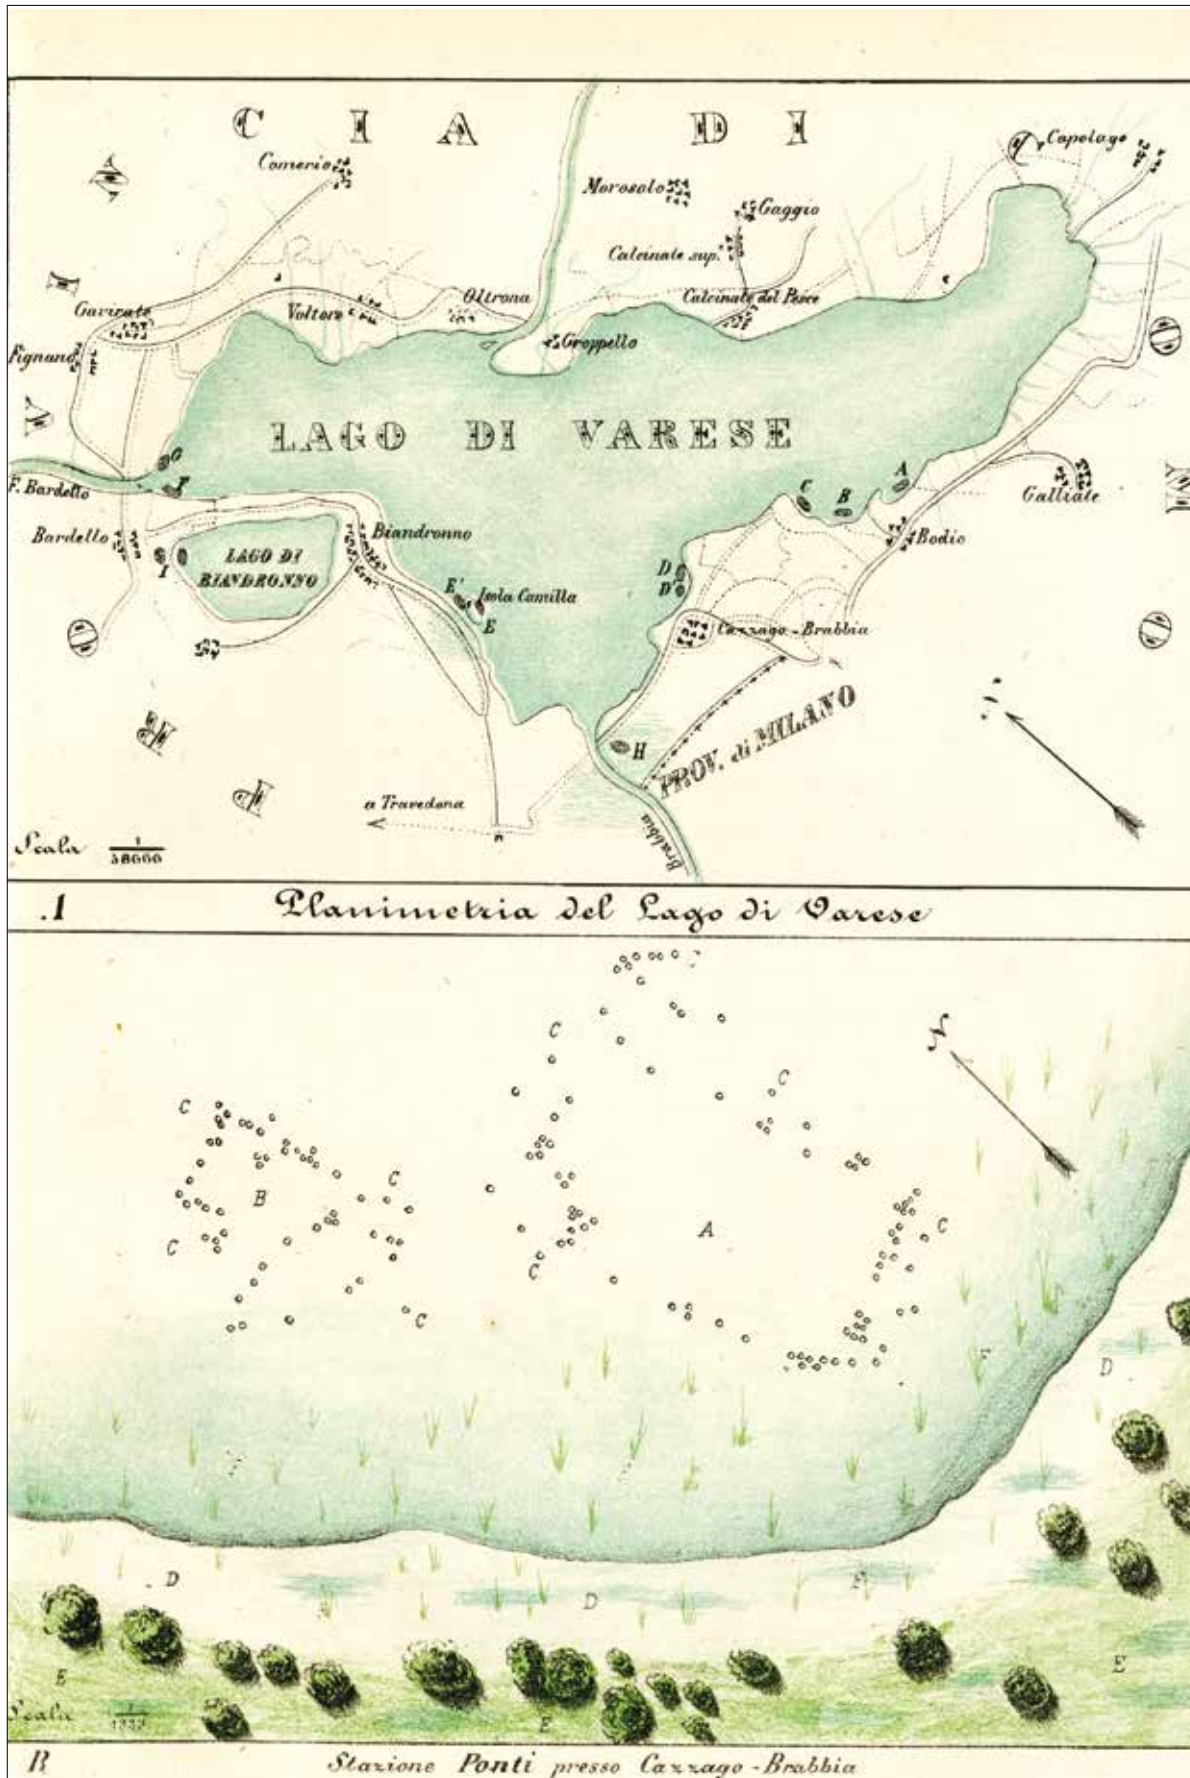 CIA DI
Comerio
Capolago
Morosolo
Gaggio
Calcinate sup.
Gavirate
Voltore
Oltrona
Calcinate del Pesce
Fignano
Groppello
LAGO DI VARESE
G
F. Bardello
F
A
C
B
Galliate
Bardello
I
LAGO DI
BIANDRONNO
Biandronno
Bodio
D
D'
E'
Isola Camilla
E
Cazzago-Brabbia
H
PROV. di MILANO
a Travedona
Brabbia
Scala
A
Planimetria del Lago di Varese
N
C
C
C
C
B
C
A
C
C
C
F
D
D
D
E
E
E
Scala
B
Stazione Ponti presso Cazzago-Brabbia